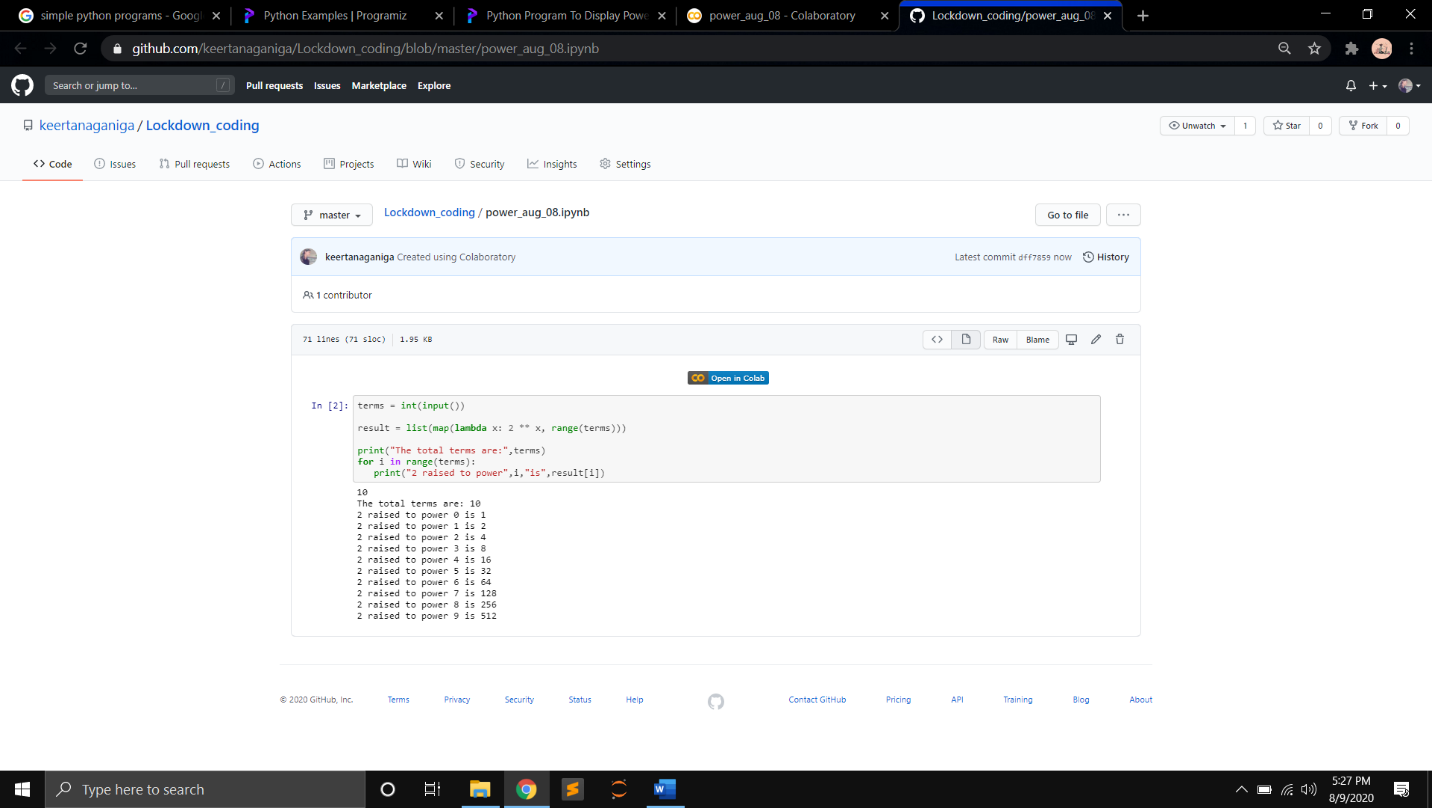 simple python programs - Googl
Python Examples | Programiz
Python Program To Display Powe
power_aug_08 - Colaboratory
Lockdown_coding/power_aug_08
github.com/keertanaganiga/Lockdown_coding/blob/master/power_aug_08.ipynb
Search or jump to... / Pull requests Issues Marketplace Explore
keertanaganiga / Lockdown_coding
Unwatch 1 Star 0 Fork 0
<> Code Issues Pull requests Actions Projects Wiki Security Insights Settings
master Lockdown_coding / power_aug_08.ipynb Go to file ...
keertanaganiga Created using Colaboratory Latest commit dff7859 now History
1 contributor
71 lines (71 sloc) 1.95 KB <> Raw Blame
Open in Colab
In [2]: terms = int(input())
result = list(map(lambda x: 2 ** x, range(terms)))
print("The total terms are:",terms)
for i in range(terms):
print("2 raised to power",i,"is",result[i])
10
The total terms are: 10
2 raised to power 0 is 1
2 raised to power 1 is 2
2 raised to power 2 is 4
2 raised to power 3 is 8
2 raised to power 4 is 16
2 raised to power 5 is 32
2 raised to power 6 is 64
2 raised to power 7 is 128
2 raised to power 8 is 256
2 raised to power 9 is 512
© 2020 GitHub, Inc. Terms Privacy Security Status Help Contact GitHub Pricing API Training Blog About
Type here to search
5:27 PM
8/9/2020